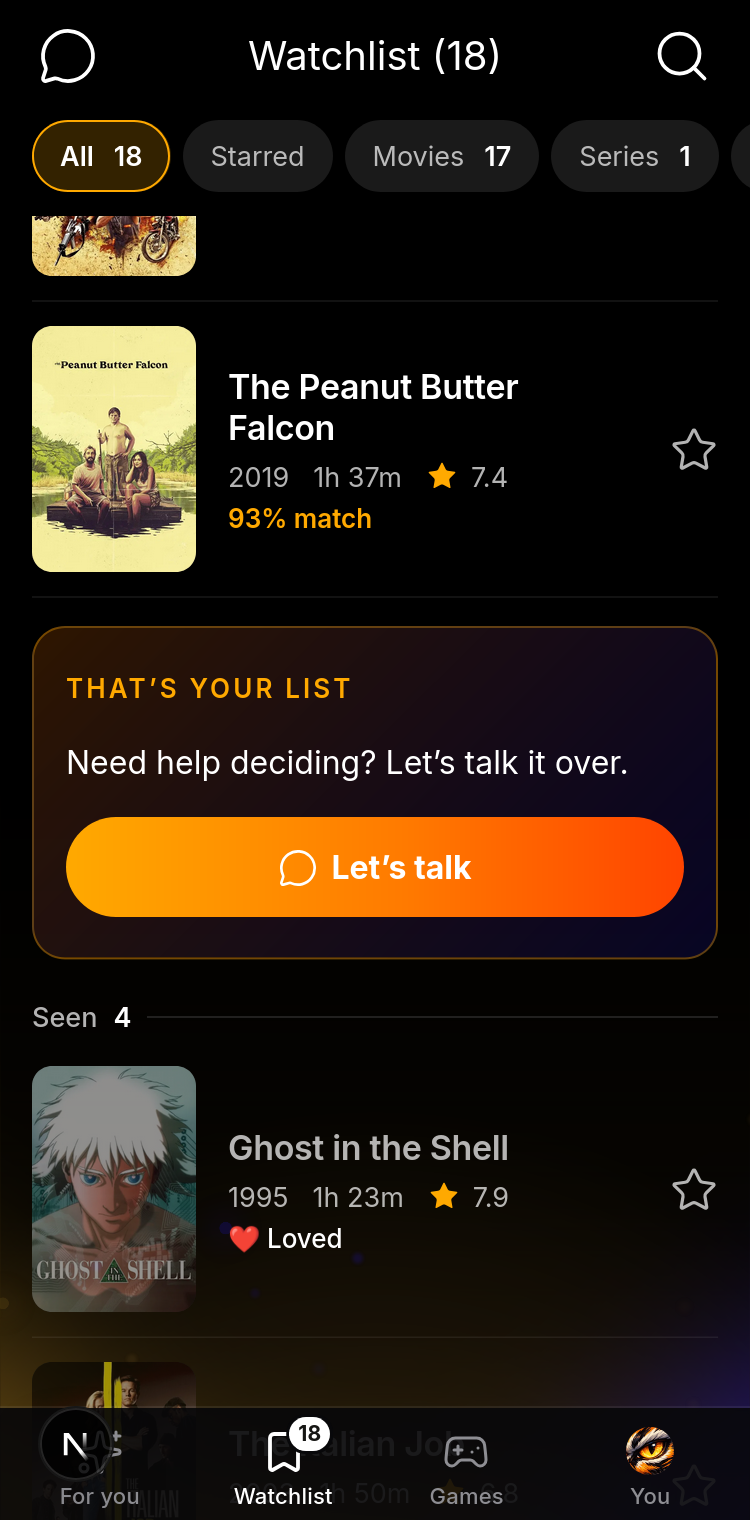 Watchlist (18)
All 18 Starred Movies 17 Series 1
THE Peanut Butter Falcon
The Peanut Butter
Falcon
2019 1h 37m 7.4
93% match
THAT’S YOUR LIST
Need help deciding? Let’s talk it over.
Let’s talk
Seen 4
Ghost in the Shell
1995 1h 23m 7.9
Loved
GHOST IN THE SHELL
18
N
For you Watchlist Games You